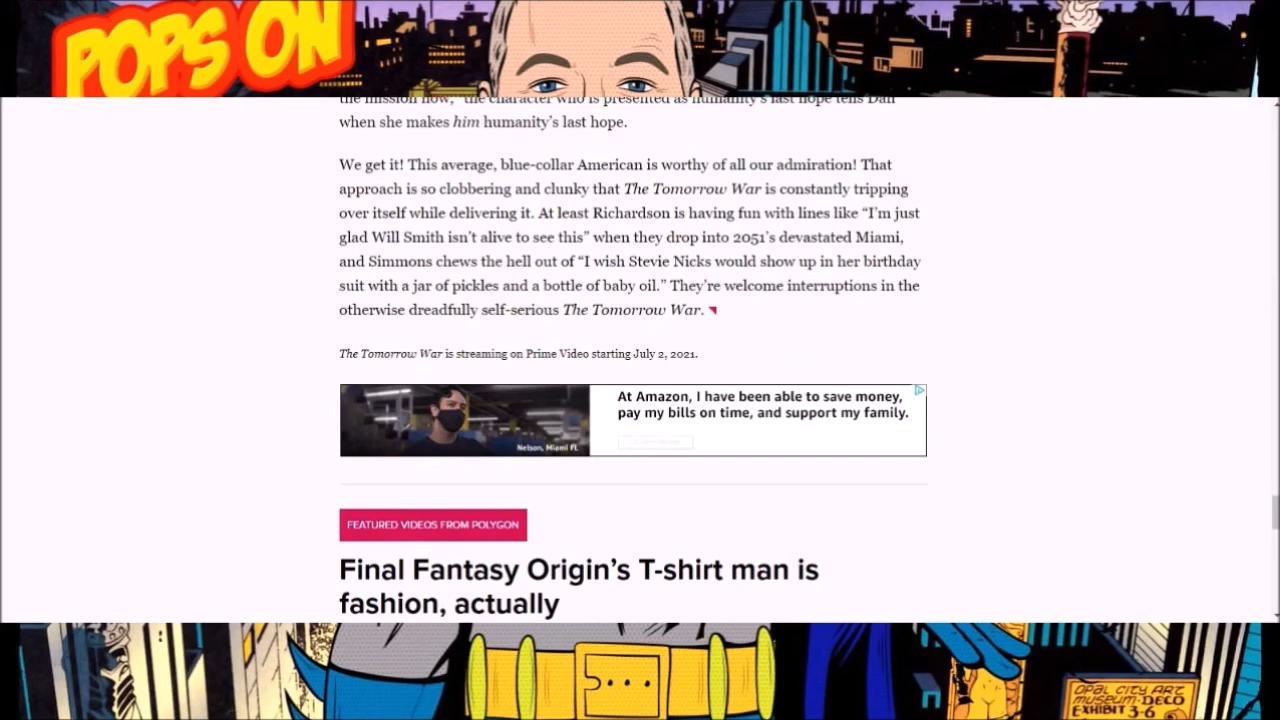 POPS ON
the mission now," the character who is presented as humanity's last hope tells Dan
when she makes him humanity's last hope.
We get it! This average, blue-collar American is worthy of all our admiration! That
approach is so clobbering and clunky that The Tomorrow War is constantly tripping
over itself while delivering it. At least Richardson is having fun with lines like “I’m just
glad Will Smith isn’t alive to see this” when they drop into 2051’s devastated Miami,
and Simmons chews the hell out of “I wish Stevie Nicks would show up in her birthday
suit with a jar of pickles and a bottle of baby oil.” They’re welcome interruptions in the
otherwise dreadfully self-serious The Tomorrow War.
The Tomorrow War is streaming on Prime Video starting July 2, 2021.
At Amazon, I have been able to save money,
pay my bills on time, and support my family.
Nelson, Miami FL
FEATURED VIDEOS FROM POLYGON
Final Fantasy Origin’s T-shirt man is
fashion, actually
OPAL CITY ART
MUSEUM-DECO
EXHIBIT 3-6